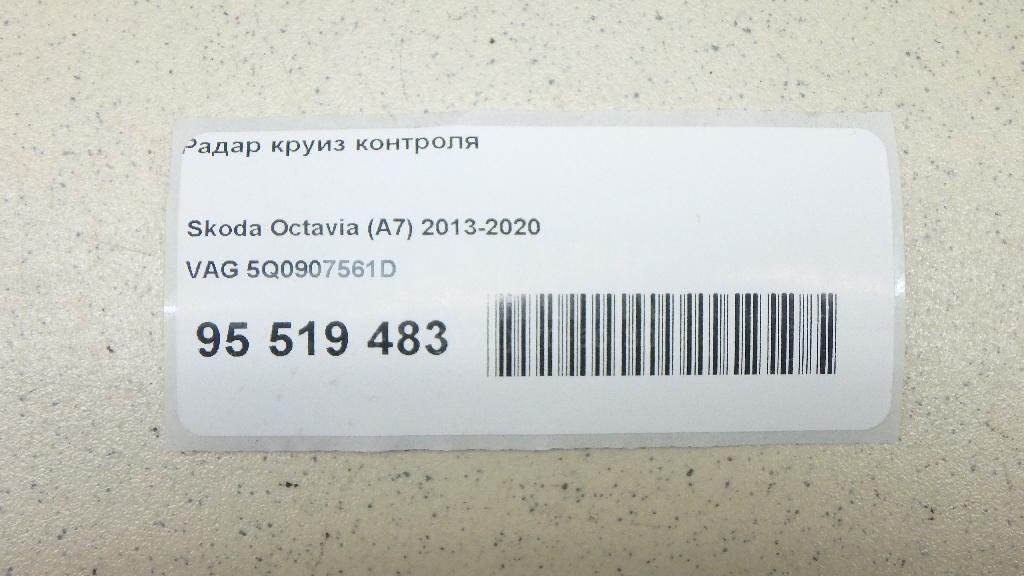 Радар круиз контроля
Skoda Octavia (A7) 2013-2020
VAG 5Q0907561D
95 519 483